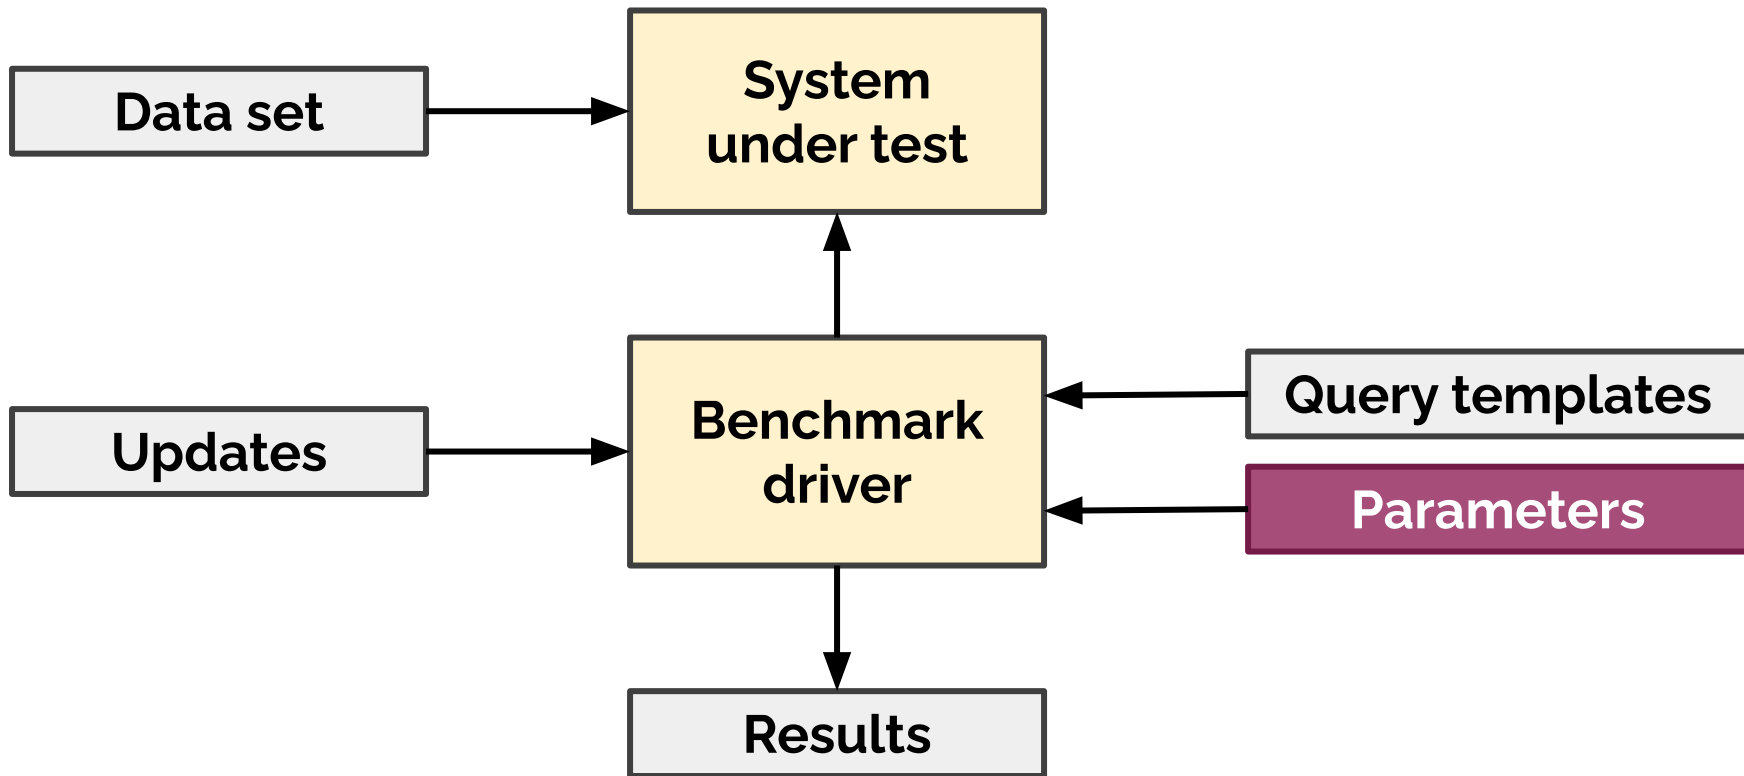 System
under test
Data set
Benchmark
driver
Updates
Query templates
Parameters
Results